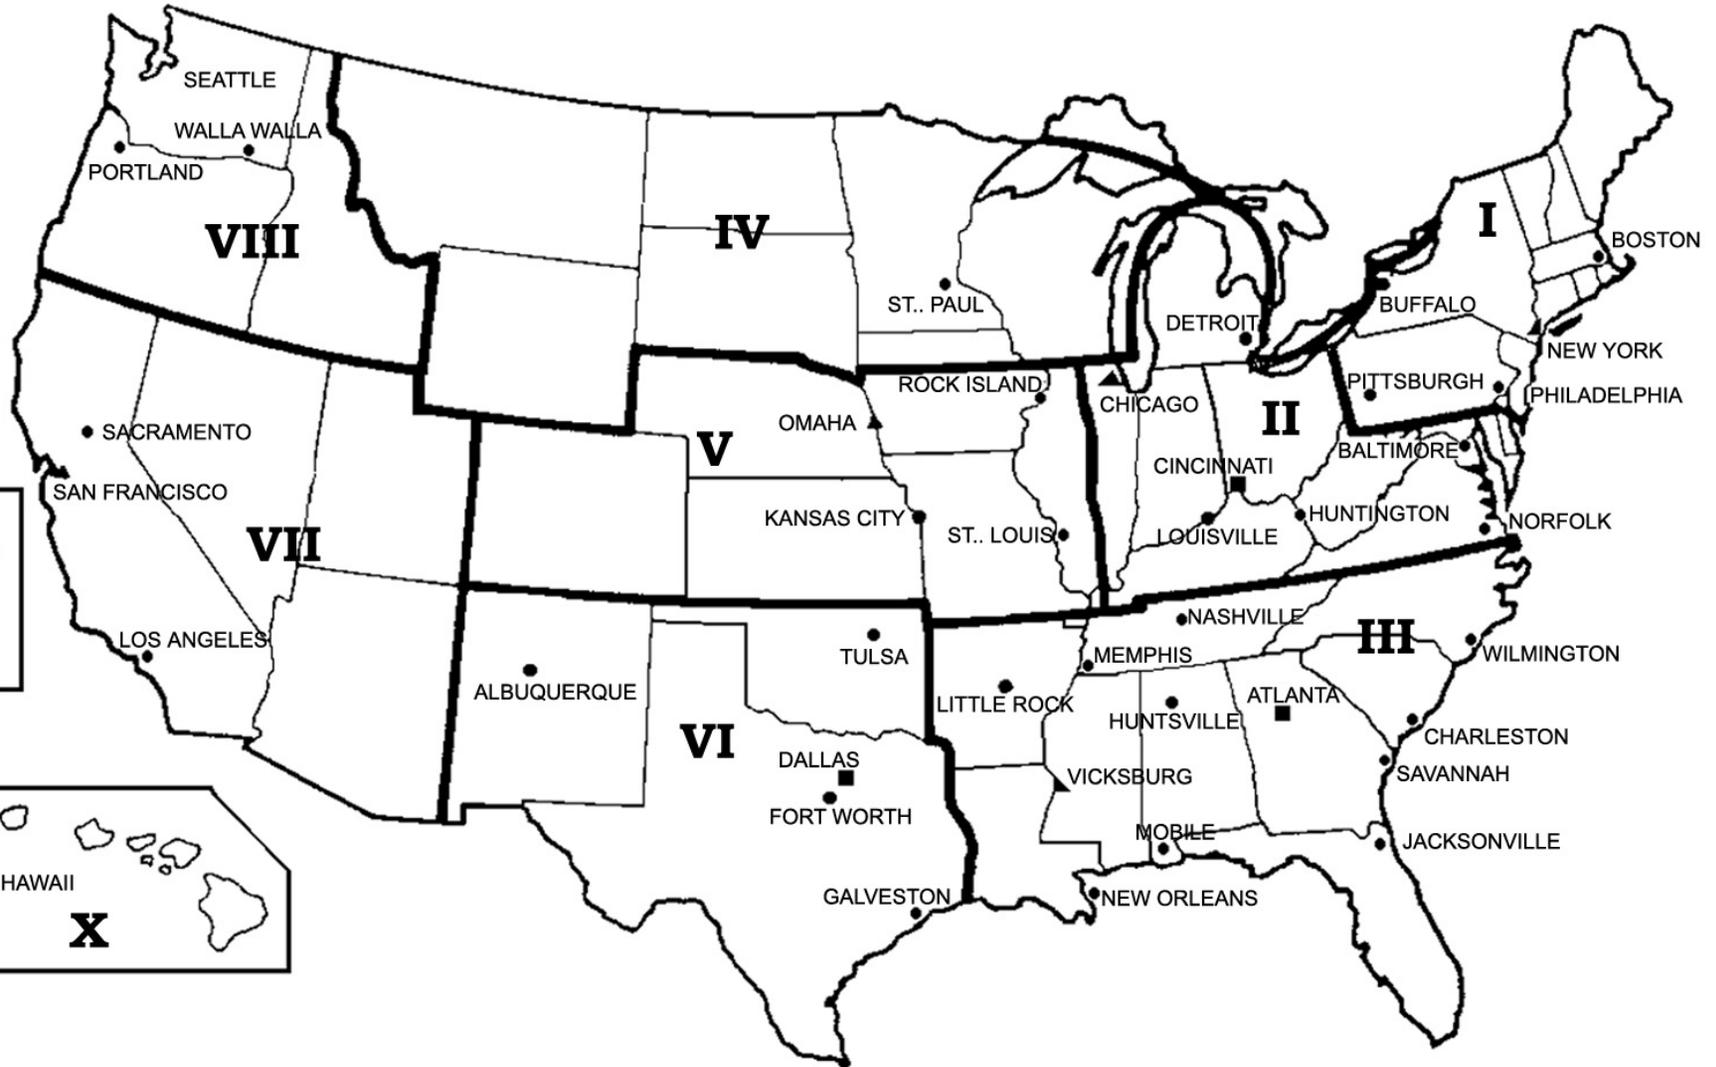 SEATTLE
WALLA WALLA
PORTLAND
VIII
IV
I
BOSTON
ST.. PAUL
BUFFALO
DETROIT
NEW YORK
ROCK ISLAND
PITTSBURGH
PHILADELPHIA
CHICAGO
OMAHA
II
SACRAMENTO
V
BALTIMORE
CINCINNATI
SAN FRANCISCO
KANSAS CITY
HUNTINGTON
NORFOLK
ST.. LOUIS
LOUISVILLE
VII
NASHVILLE
III
LOS ANGELES
TULSA
MEMPHIS
WILMINGTON
ALBUQUERQUE
LITTLE ROCK
ATLANTA
HUNTSVILLE
VI
CHARLESTON
DALLAS
SAVANNAH
VICKSBURG
FORT WORTH
MOBILE
JACKSONVILLE
HAWAII
GALVESTON
NEW ORLEANS
X